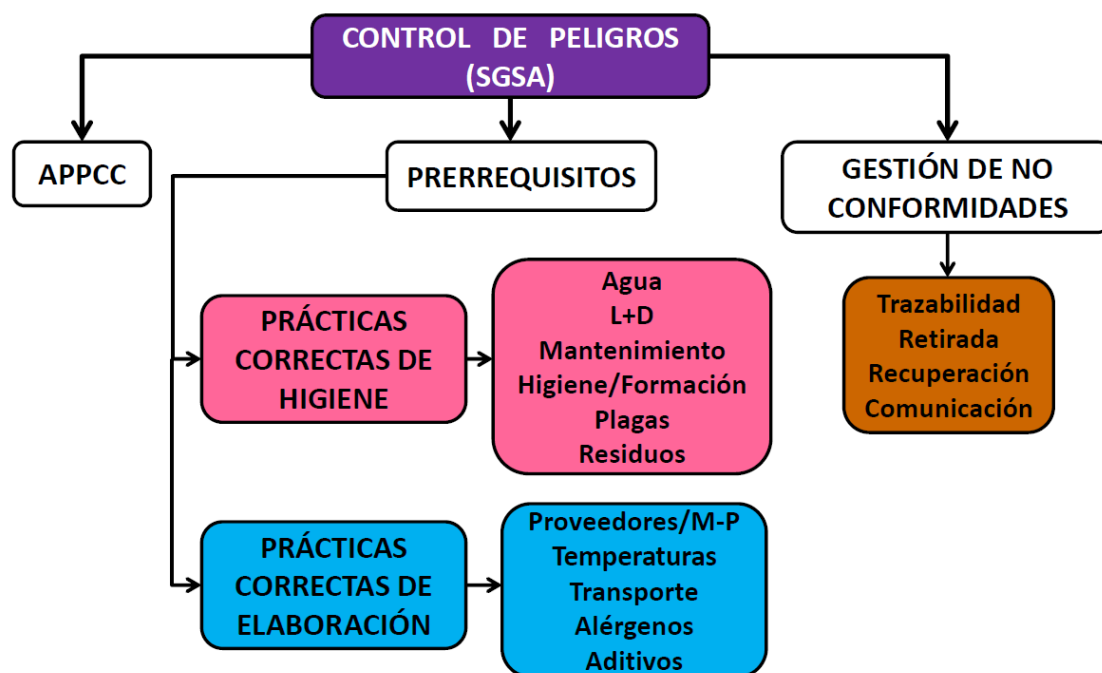 CONTROL DE PELIGROS
(SGSA)
APPCC
PRERREQUISITOS
GESTIÓN DE NO
CONFORMIDADES
PRÁCTICAS
CORRECTAS DE
HIGIENE
Agua
L+D
Mantenimiento
Higiene/Formación
Plagas
Residuos
Trazabilidad
Retirada
Recuperación
Comunicación
PRÁCTICAS
CORRECTAS DE
ELABORACIÓN
Proveedores/M-P
Temperaturas
Transporte
Alérgenos
Aditivos